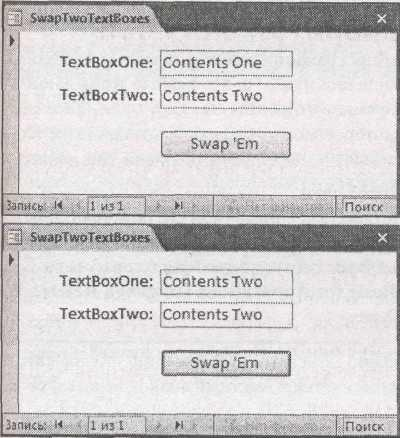 SwapTwoTextBoxes
TextBoxOne: Contents One
TextBoxTwo: Contents Two
Swap 'Em
Запись: 1 из 1 Поиск
SwapTwoTextBoxes
TextBoxOne: Contents Two
TextBoxTwo: Contents Two
Swap 'Em
Запись: 1 из 1 Поиск